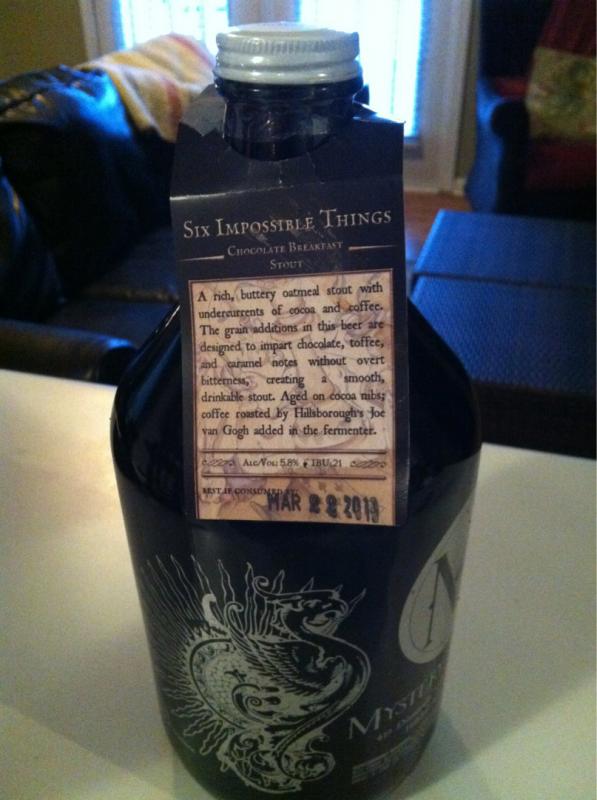 SIX IMPOSSIBLE THINGS
CHOCOLATE BREAKFAST
STOUT
A rich, buttery oatmeal stout with
undercurrents of cocoa and coffee.
The grain additions in this beer are
designed to impart chocolate, toffee,
and caramel notes without overt
bitterness, creating a smooth,
drinkable stout. Aged on cocoa nibs;
coffee roasted by Hillsborough's Joe
van Gogh added in the fermenter.
ALC/VOL: 5.8% IBU: 21
BEST IF CONSUMED BY:
MAR 28 2013
M
MYSTER